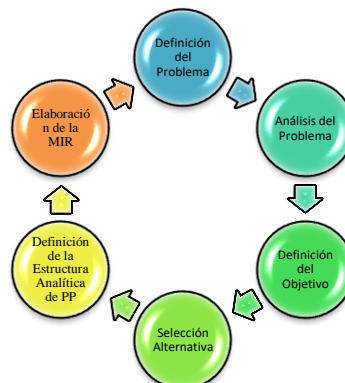 Definición
del
Problema
Análisis del
Problema
Definición
del
Objetivo
Selección
Alternativa
Definición
de la
Estructura
Analítica
de PP
Elaboració
n de la
MIR